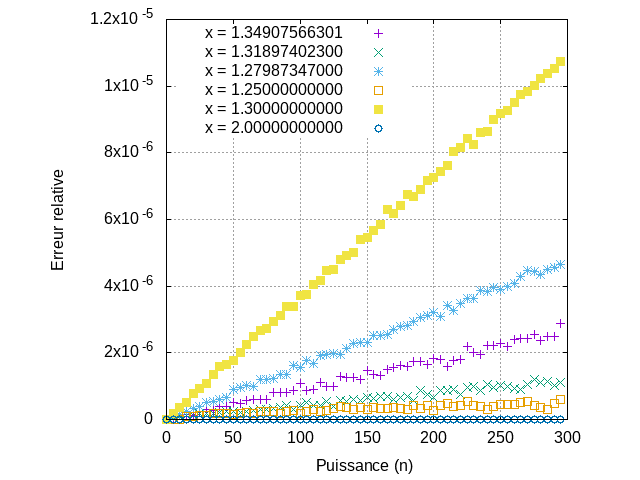 1.2x10-5
1x10-5
8x10-6
6x10-6
4x10-6
2x10-6
0
Erreur relative
x = 1.34907566301
x = 1.31897402300
x = 1.27987347000
x = 1.25000000000
x = 1.30000000000
x = 2.00000000000
0 50 100 150 200 250 300
Puissance (n)